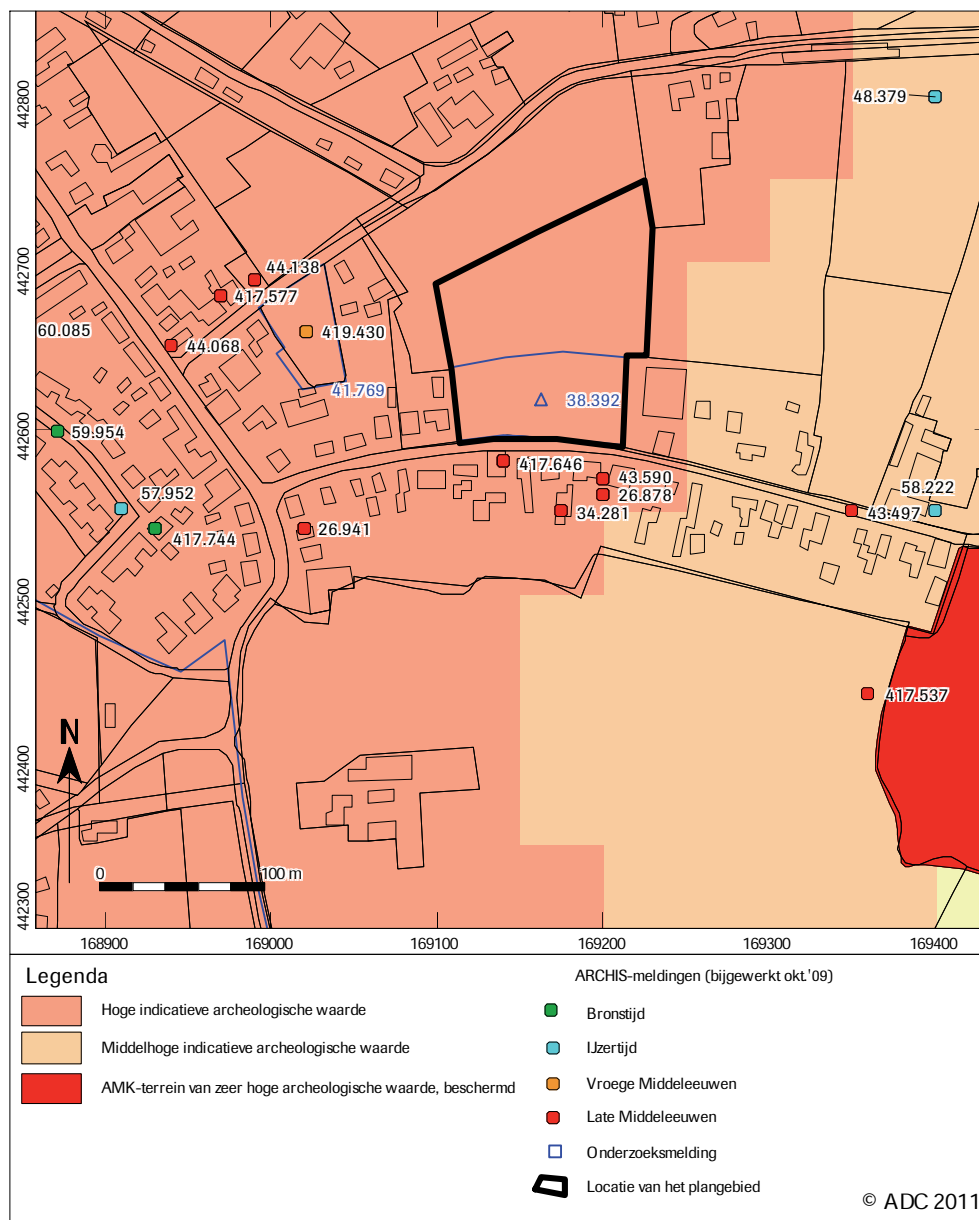 442800
442700
442600
442500
442400
442300
48.379
44.138
417.577
419.430
60.085
44.068
41.769
38.392
59.954
417.646
43.590
26.878
57.952
58.222
34.281
43.497
417.744
26.941
417.537
N
0 100 m
168900 169000 169100 169200 169300 169400
Legenda
Hoge indicatieve archeologische waarde
Middelhoge indicatieve archeologische waarde
AMK-terrein van zeer hoge archeologische waarde, beschermd
ARCHIS-meldingen (bijgewerkt okt.'09)
Bronstijd
IJzertijd
Vroege Middeleeuwen
Late Middeleeuwen
Onderzoeksmelding
Locatie van het plangebied
© ADC 2011